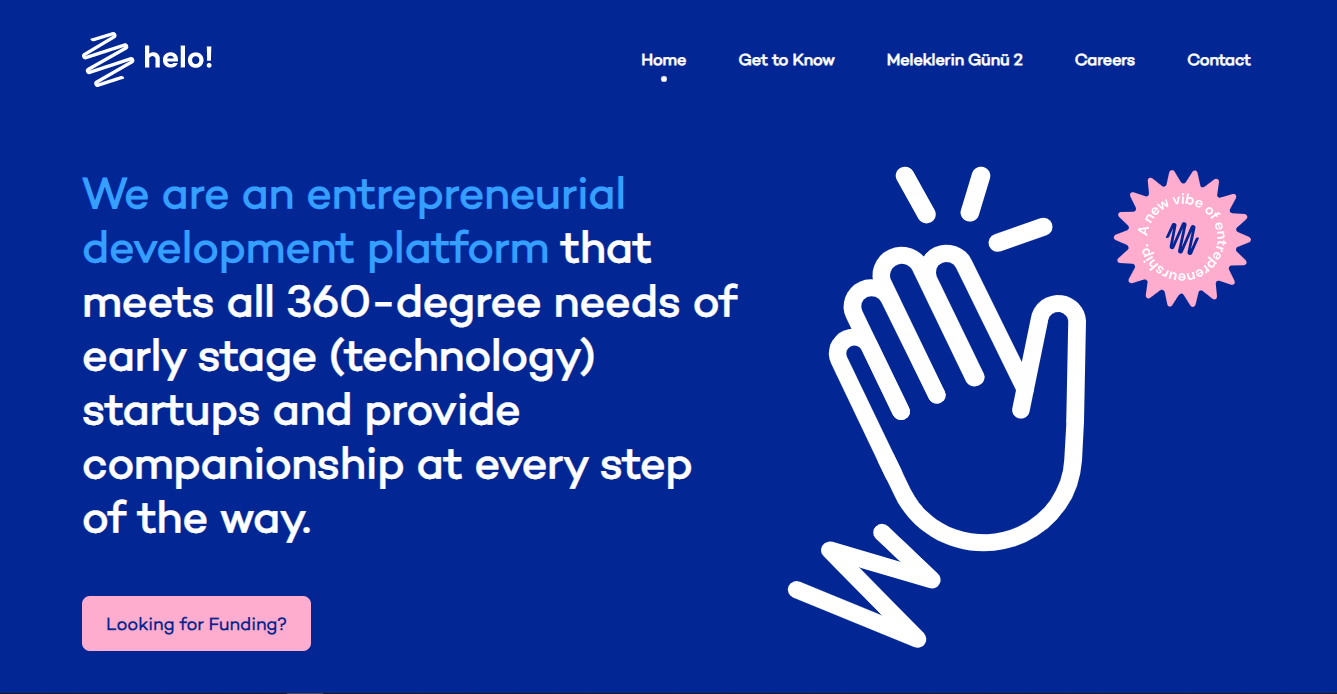 helo!
Home
Get to Know
Meleklerin Günü 2
Careers
Contact
We are an entrepreneurial
development platform that
meets all 360-degree needs of
early stage (technology)
startups and provide
companionship at every step
of the way.
A new vibe of entrepreneurship.
Looking for Funding?